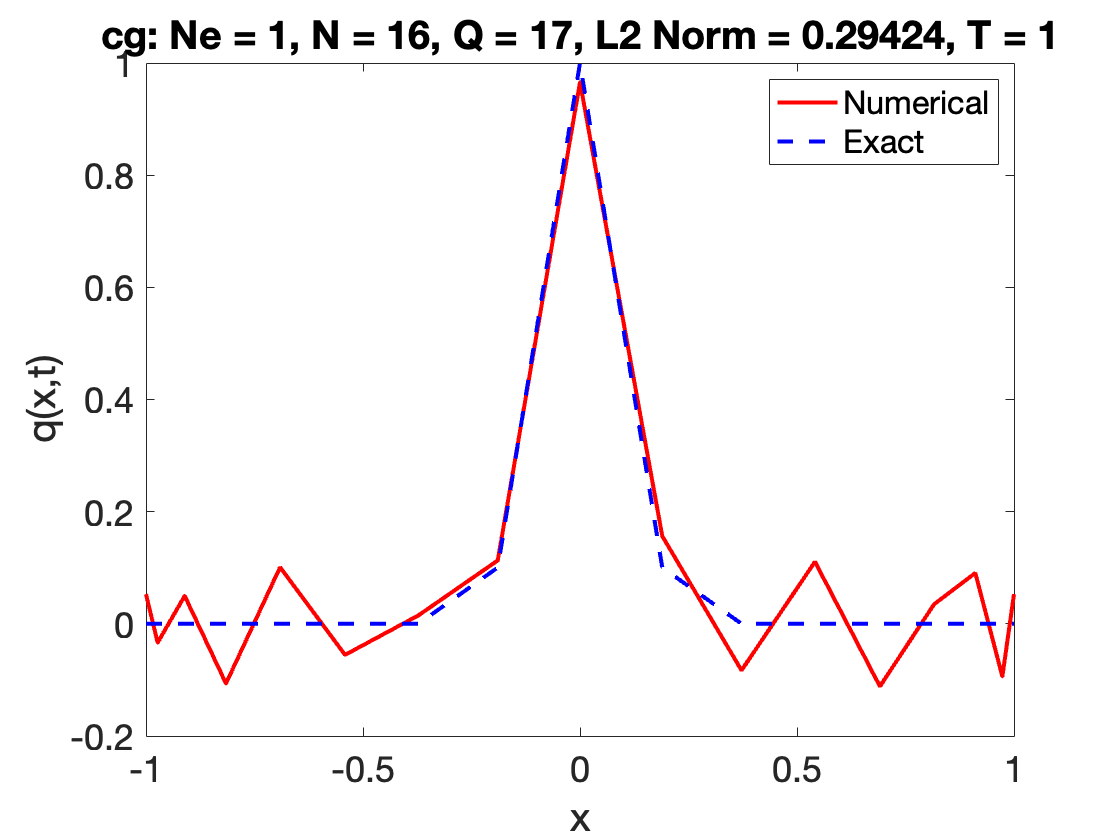 cg: Ne = 1, N = 16, Q = 17, L2 Norm = 0.29424, T = 1
1
0.8
0.6
0.4
0.2
0
-0.2
q(x,t)
Numerical
Exact
-1
-0.5
0
0.5
1
x